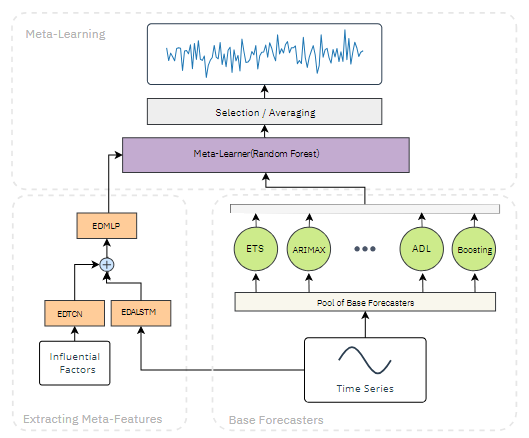 Meta-Learning
Selection / Averaging
Meta-Learner(Random Forest)
EDMLP
ETS
ARIMAX
ADL
Boosting
EDTCN
EDALSTM
Pool of Base Forecasters
Influential
Factors
Time Series
Extracting Meta-Features
Base Forecasters